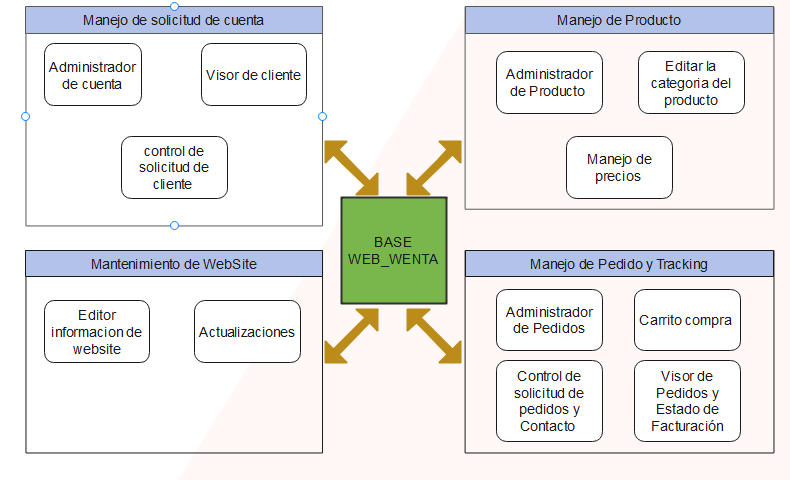 Manejo de solicitud de cuenta
Administrador
de cuenta
Visor de cliente
control de
solicitud de
cliente
Manejo de Producto
Administrador
de Producto
Editar la
categoria del
producto
Manejo de
precios
BASE
WEB_WENTA
Mantenimiento de WebSite
Editor
informacion de
website
Actualizaciones
Manejo de Pedido y Tracking
Administrador
de Pedidos
Carrito compra
Control de
solicitud de
pedidos y
Contacto
Visor de
Pedidos y
Estado de
Facturación